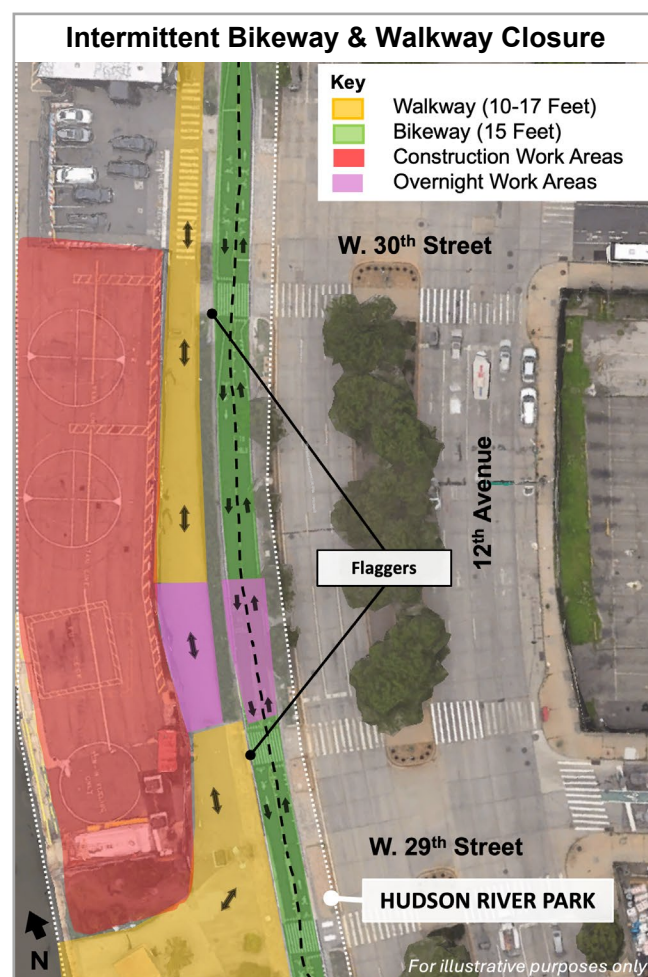 Intermittent Bikeway & Walkway Closure
Key
Walkway (10-17 Feet)
Bikeway (15 Feet)
Construction Work Areas
Overnight Work Areas
W. 30th Street
12th Avenue
Flaggers
W. 29th Street
HUDSON RIVER PARK
N
For illustrative purposes only